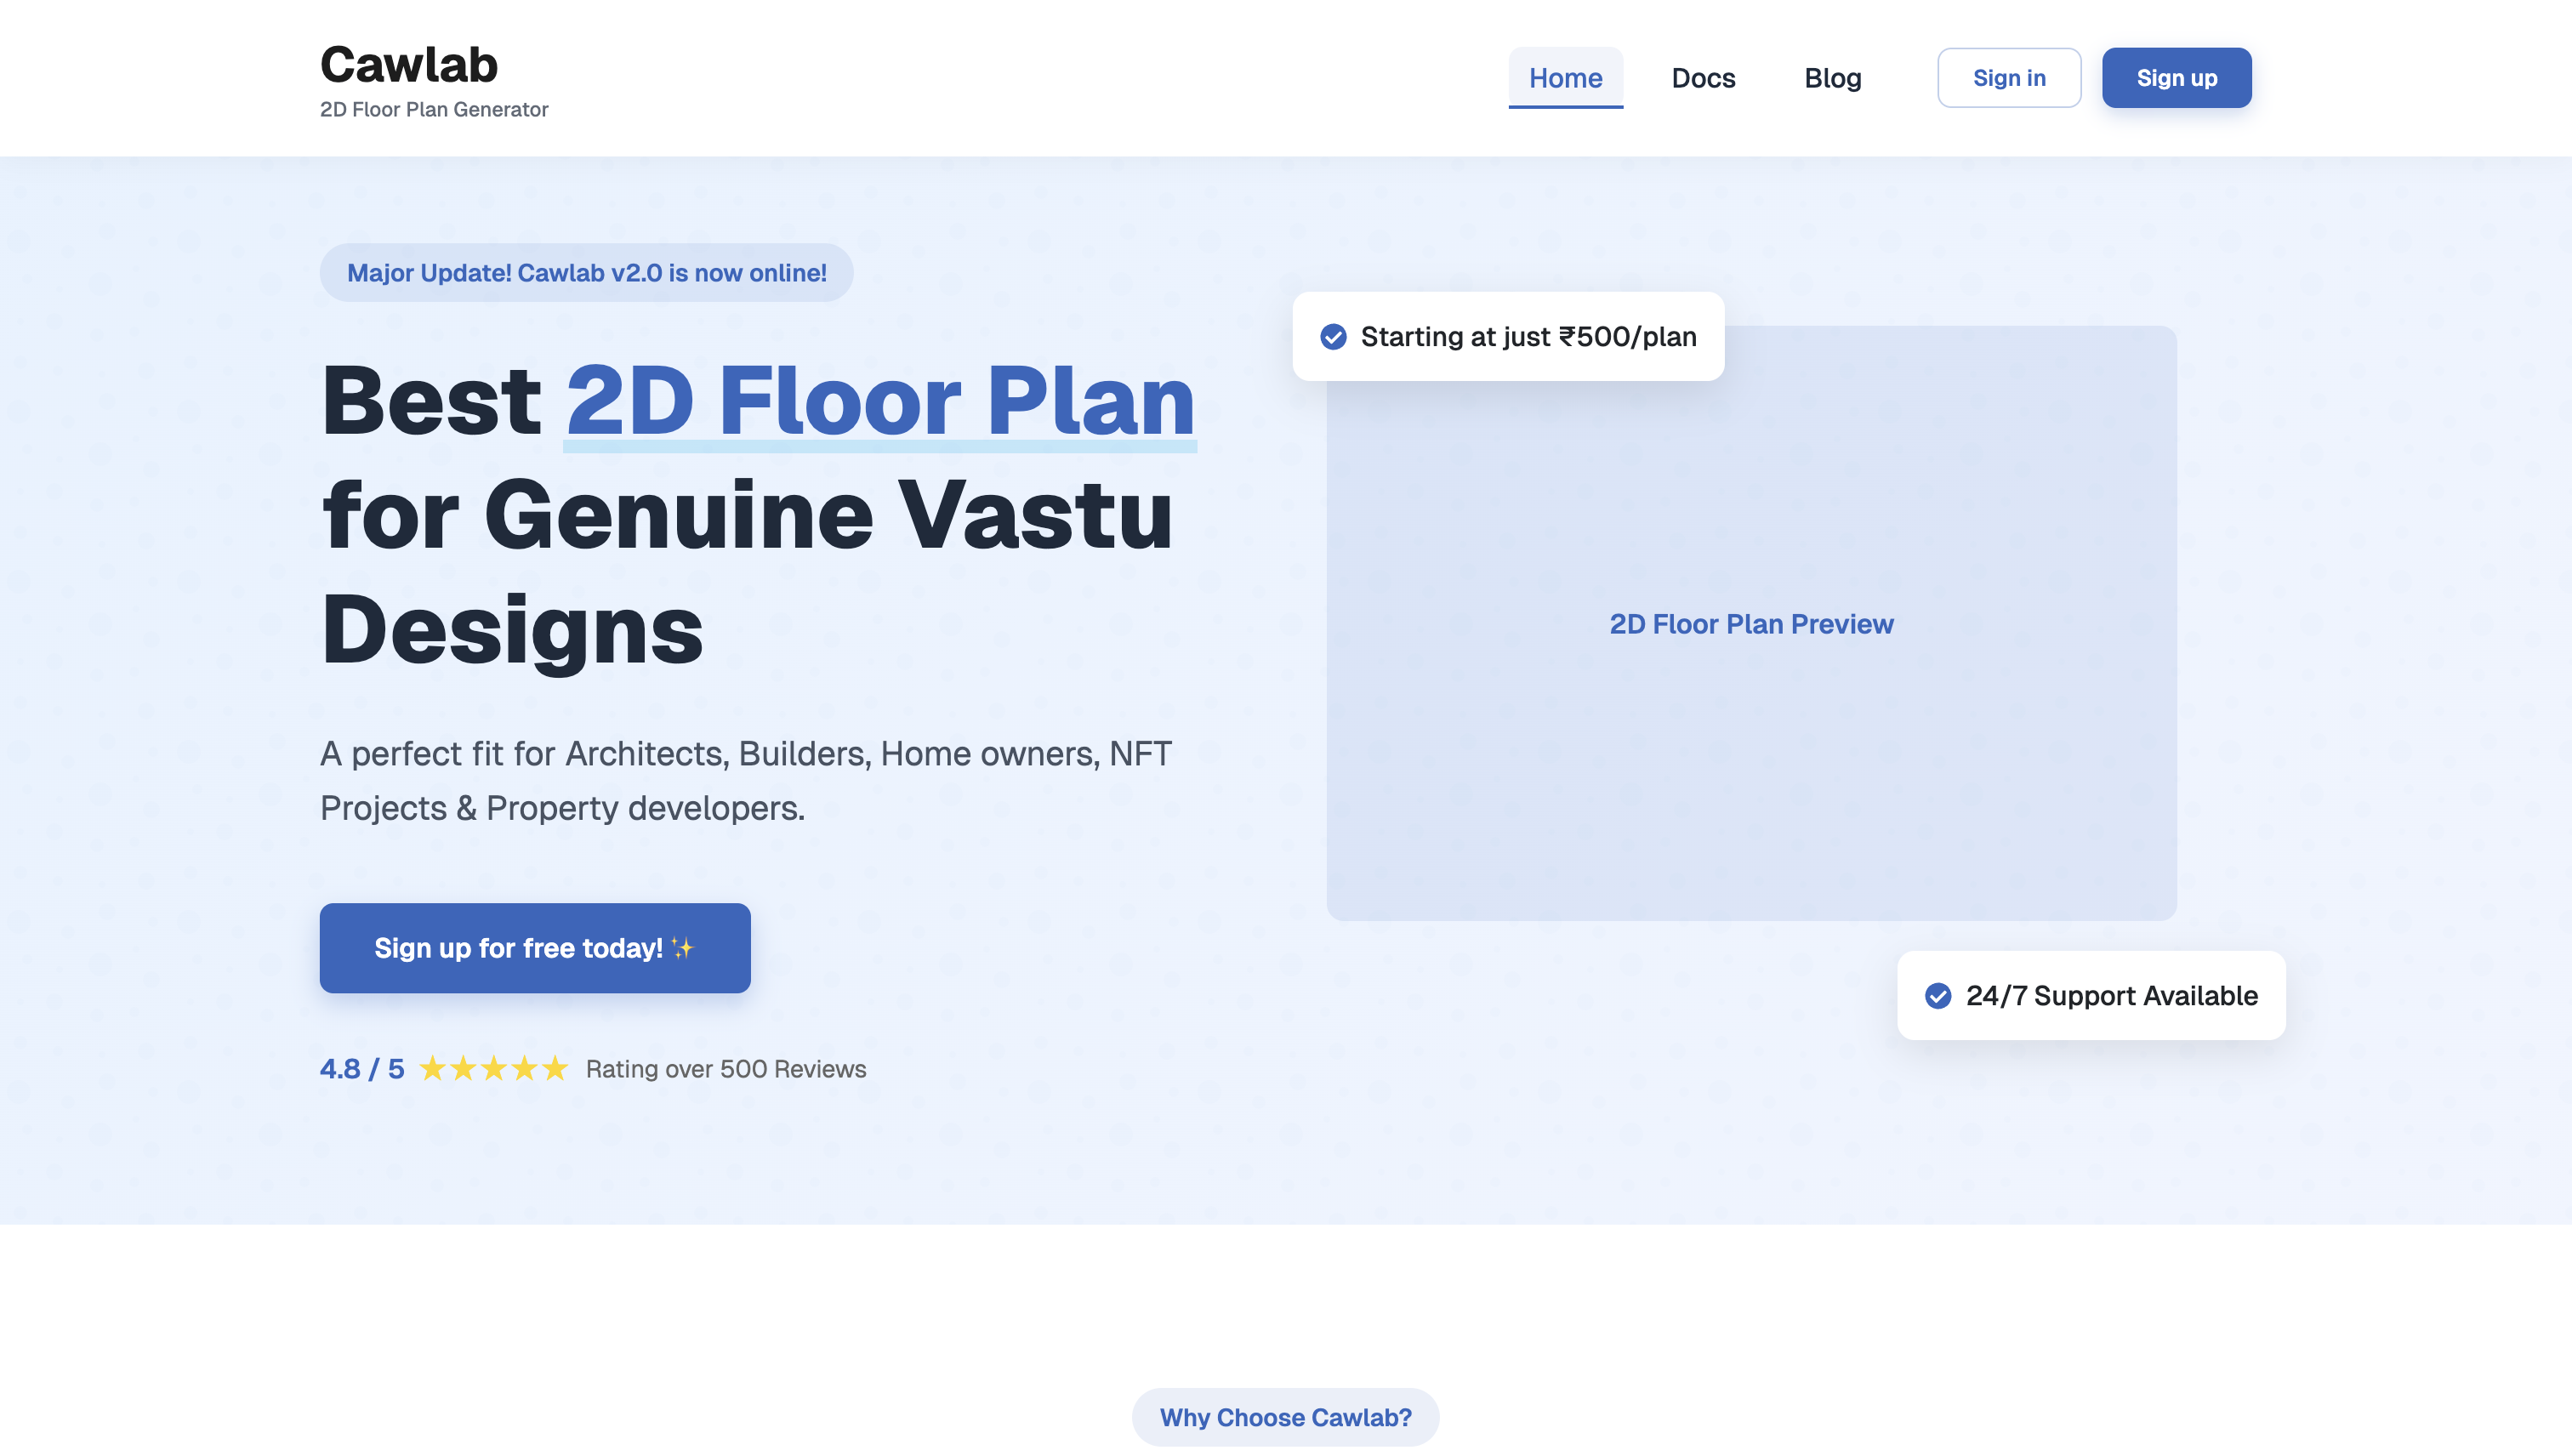 Cawlab
2D Floor Plan Generator
Home
Docs
Blog
Sign in
Sign up
Major Update! Cawlab v2.0 is now online!
Best 2D Floor Plan
for Genuine Vastu
Designs
A perfect fit for Architects, Builders, Home owners, NFT
Projects & Property developers.
Sign up for free today! ✨
4.8 / 5 ★★★★★ Rating over 500 Reviews
Starting at just ₹500/plan
2D Floor Plan Preview
24/7 Support Available
Why Choose Cawlab?